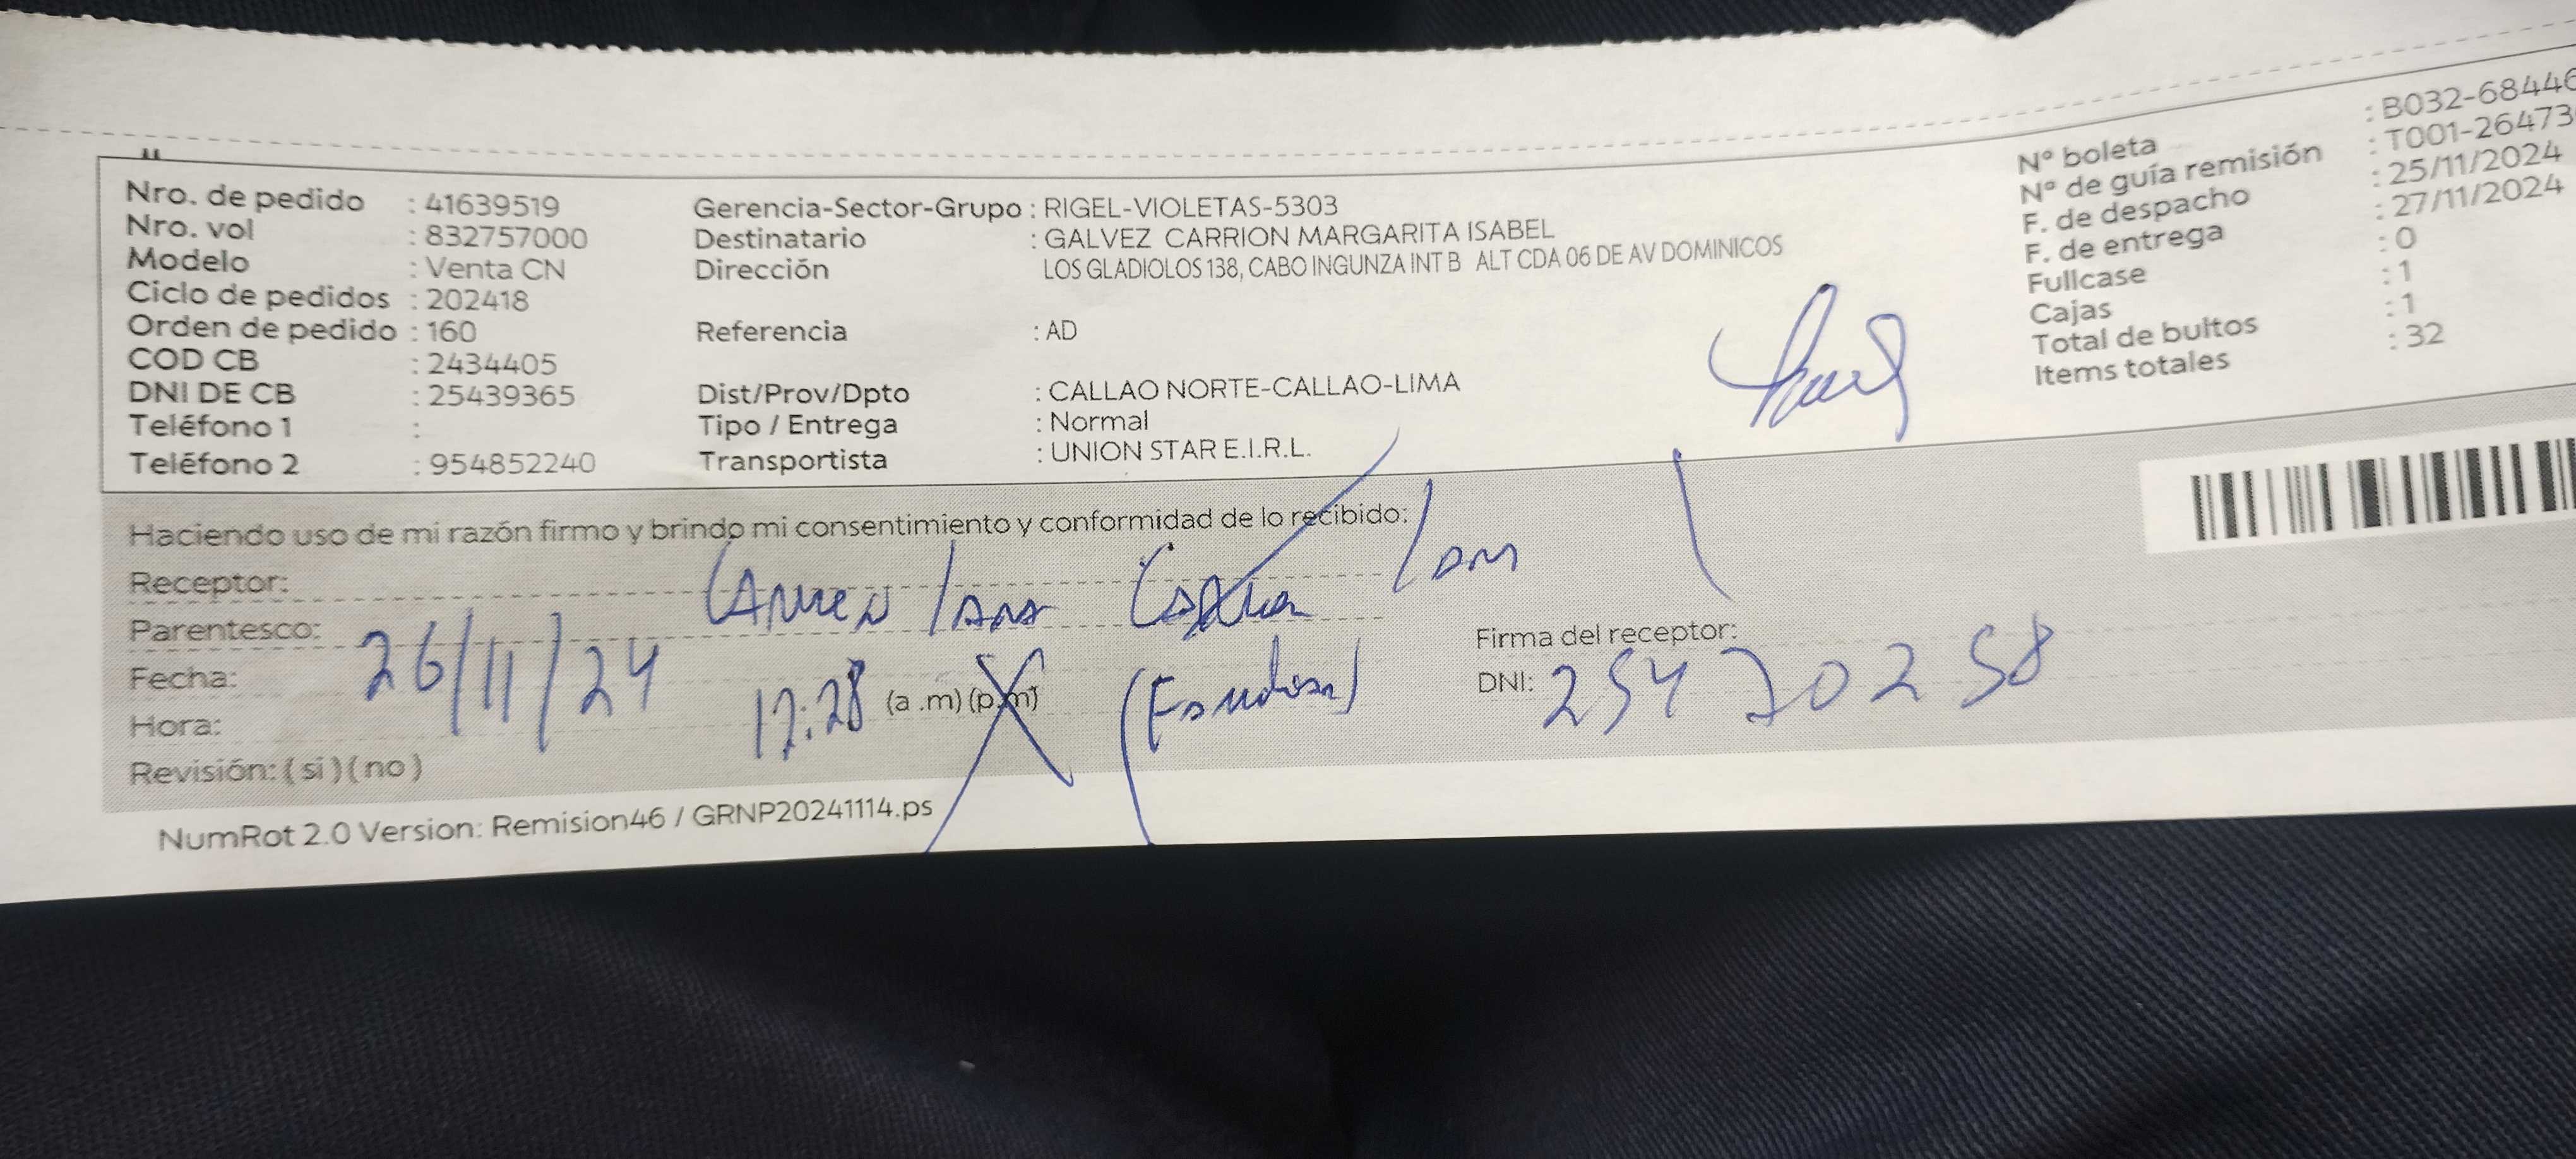 Nro. de pedido : 41639519
Nro. vol : 832757000
Modelo : Venta CN
Ciclo de pedidos : 202418
Orden de pedido : 160
COD CB : 2434405
DNI DE CB : 25439365
Teléfono 1 :
Teléfono 2 : 954852240
Gerencia-Sector-Grupo : RIGEL-VIOLETAS-5303
Destinatario : GALVEZ CARRION MARGARITA ISABEL
Dirección LOS GLADIOLOS 138, CABO INGUNZA INT B ALT CDA 06 DE AV DOMINICOS
Referencia : AD
Dist/Prov/Dpto : CALLAO NORTE-CALLAO-LIMA
Tipo / Entrega : Normal
Transportista : UNION STAR E.I.R.L.
Nº boleta : B032-68446
Nº de guía remisión : T001-26473
F. de despacho : 25/11/2024
F. de entrega : 27/11/2024
Fullcase : 0
Cajas : 1
Total de bultos : 1
Items totales : 32
Haciendo uso de mi razón firmo y brindo mi consentimiento y conformidad de lo recibido:
Receptor: Carmen
Parentesco:
Fecha: 26/11/24
Hora: 12:28 (a .m) (p.m)
Revisión: ( si ) ( no )
Firma del receptor:
DNI: 25470258
NumRot 2.0 Version: Remision46 / GRNP20241114.ps